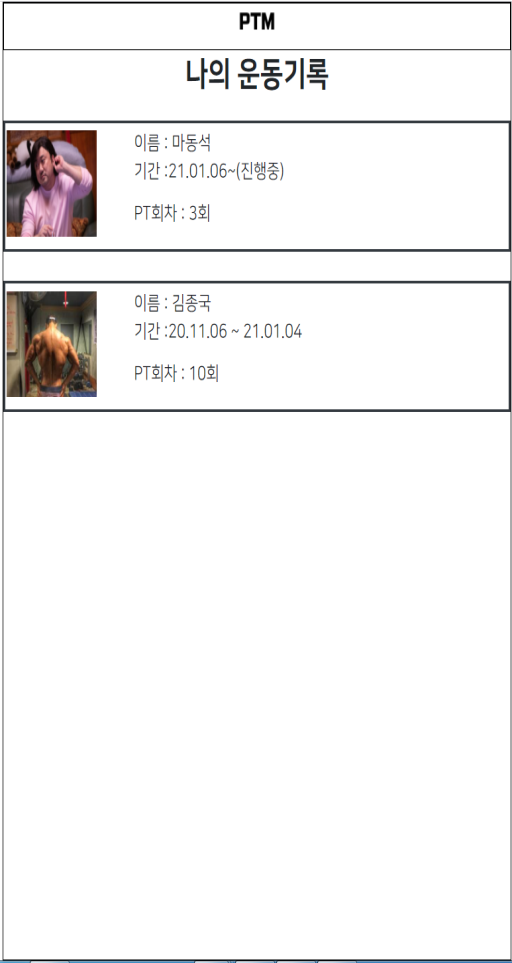 PTM
나의 운동기록
이름 : 마동석
기간 :21.01.06~(진행중)
PT회차 : 3회
이름 : 김종국
기간 :20.11.06 ~ 21.01.04
PT회차 : 10회